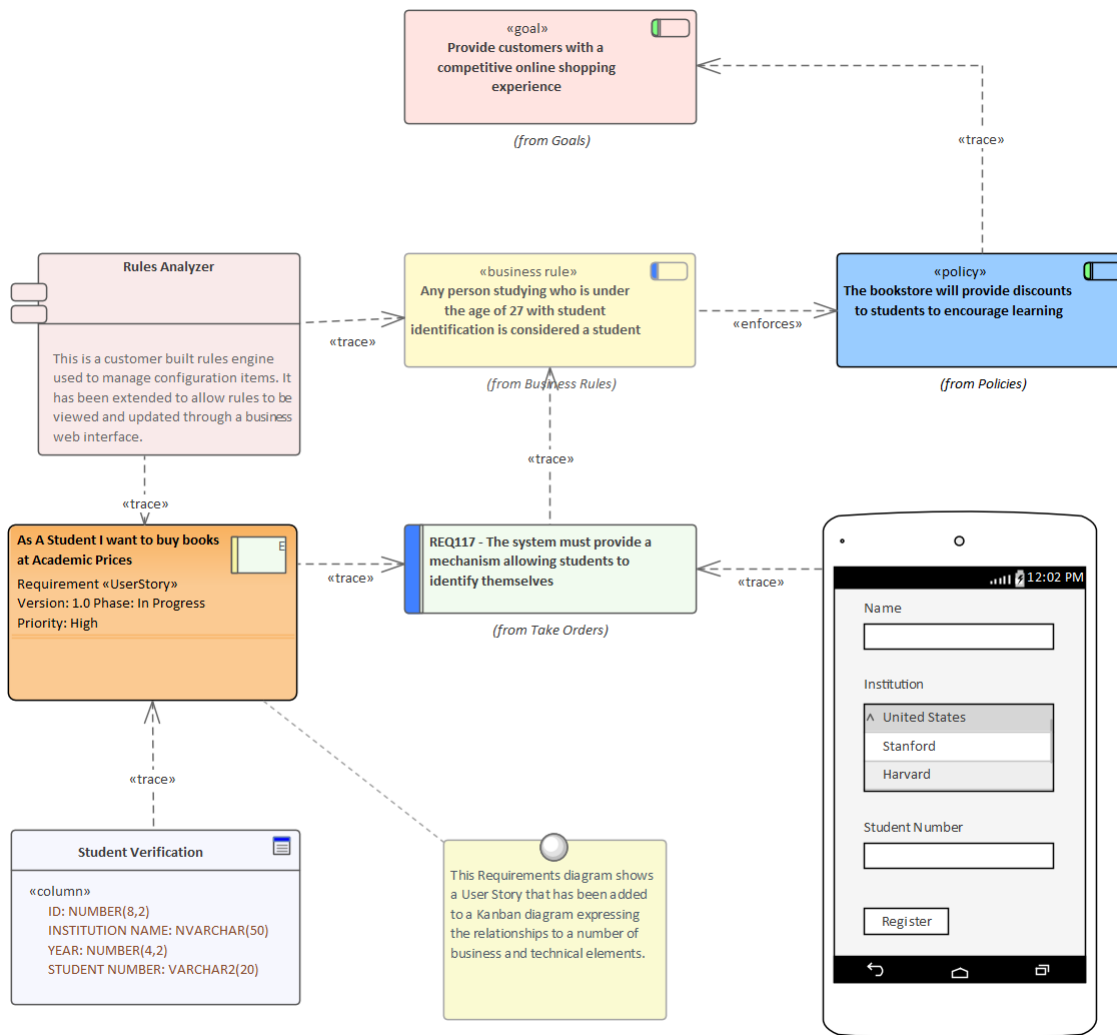 «goal»
Provide customers with a
competitive online shopping
experience
(from Goals)
«trace»
Rules Analyzer
This is a customer built rules engine
used to manage configuration items. It
has been extended to allow rules to be
viewed and updated through a business
web interface.
«trace»
«business rule»
Any person studying who is under
the age of 27 with student
identification is considered a student
(from Business Rules)
«enforces»
«policy»
The bookstore will provide discounts
to students to encourage learning
(from Policies)
«trace»
«trace»
As A Student I want to buy books
at Academic Prices
E
Requirement «UserStory»
Version: 1.0 Phase: In Progress
Priority: High
«trace»
REQ117 - The system must provide a
mechanism allowing students to
identify themselves
(from Take Orders)
«trace»
12:02 PM
Name
Institution
^ United States
Stanford
Harvard
Student Number
Register
«trace»
Student Verification
«column»
ID: NUMBER(8,2)
INSTITUTION NAME: NVARCHAR(50)
YEAR: NUMBER(4,2)
STUDENT NUMBER: VARCHAR2(20)
This Requirements diagram shows
a User Story that has been added
to a Kanban diagram expressing
the relationships to a number of
business and technical elements.